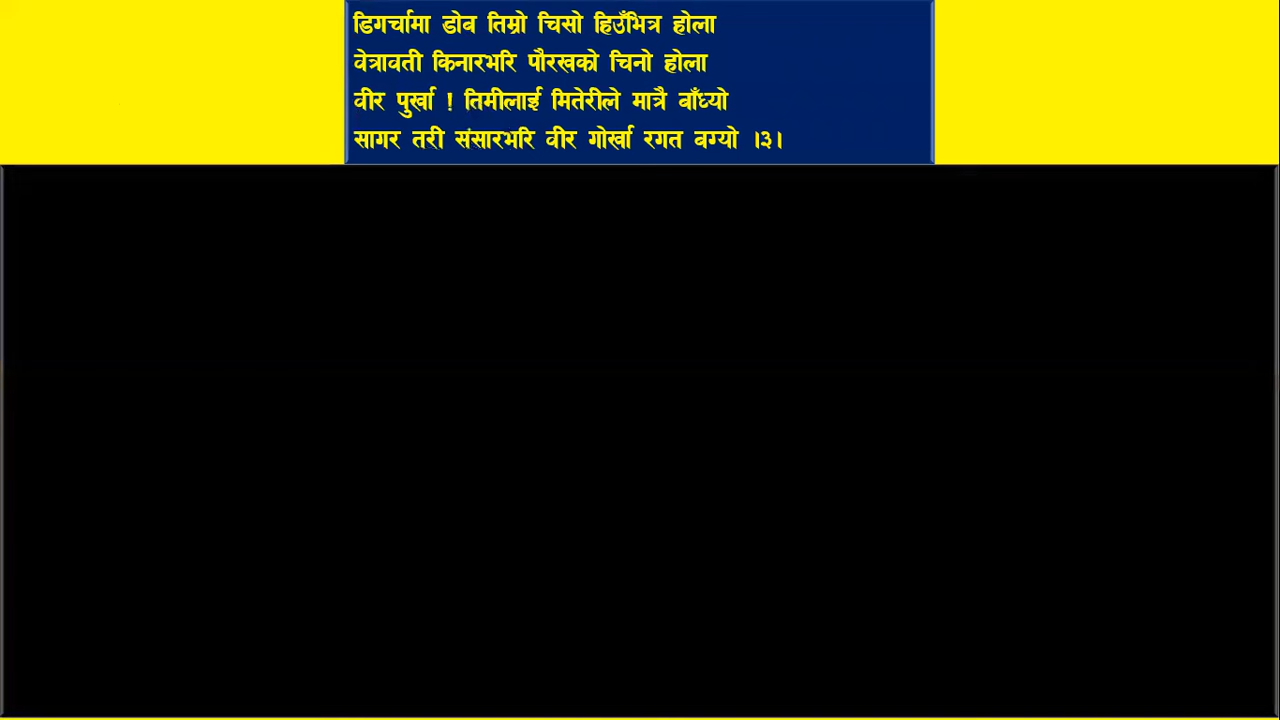 डिगर्चामा डोब तिम्रो चिसो हिउँभित्र होला
वेत्रावती किनारभरि पौरखको चिनो होला
वीर पुर्खा ! तिमीलाई मितेरीले मात्रै बाँध्यो
सागर तरी संसारभरि वीर गोर्खा रगत बग्यो ।३।